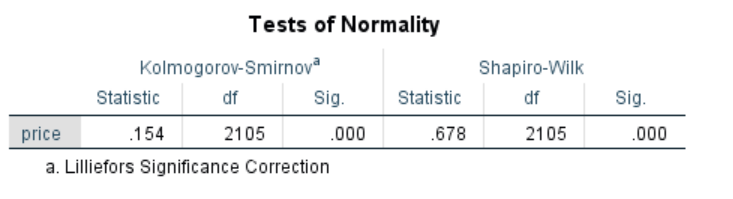 Tests of Normality
Kolmogorov-Smirnovᵃ Shapiro-Wilk
Statistic df Sig. Statistic df Sig.
price .154 2105 .000 .678 2105 .000
a. Lilliefors Significance Correction